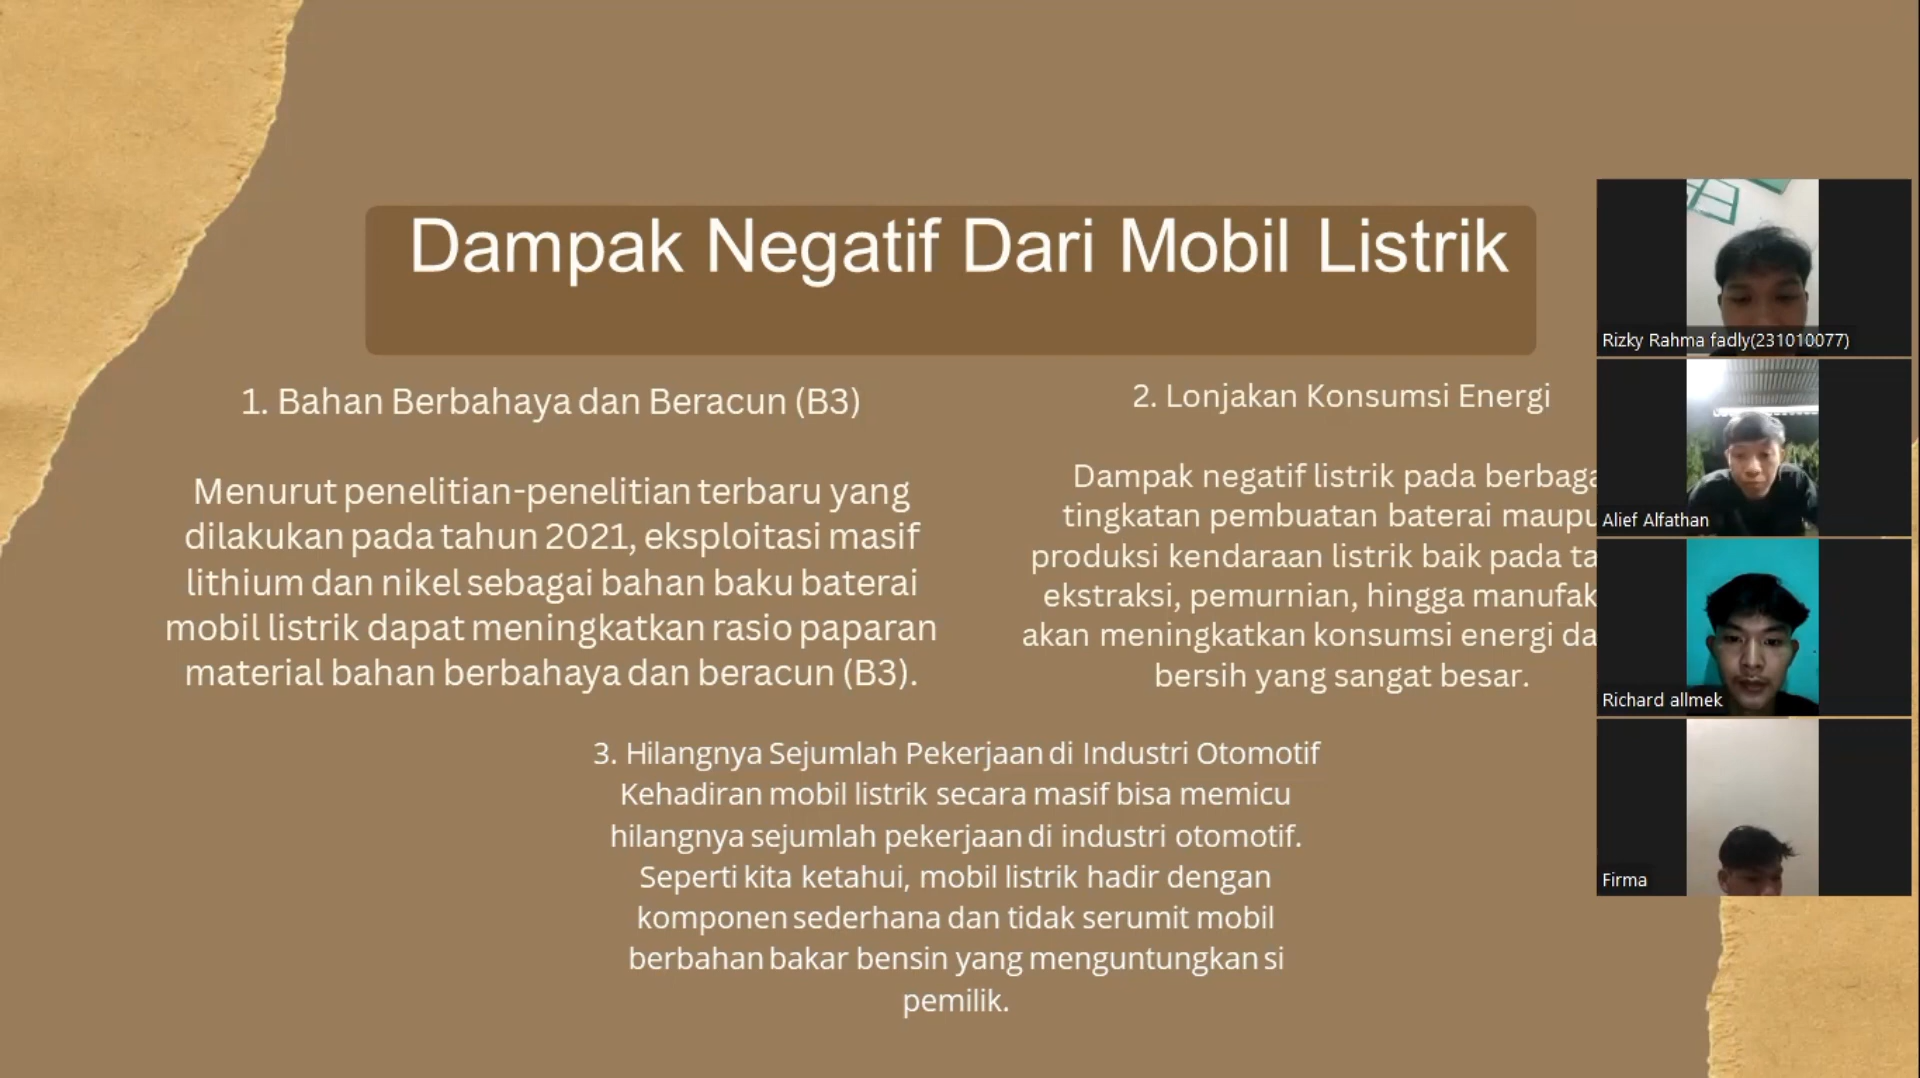 Dampak Negatif Dari Mobil Listrik
1. Bahan Berbahaya dan Beracun (B3)
Menurut penelitian-penelitian terbaru yang
dilakukan pada tahun 2021, eksploitasi masif
lithium dan nikel sebagai bahan baku baterai
mobil listrik dapat meningkatkan rasio paparan
material bahan berbahaya dan beracun (B3).
2. Lonjakan Konsumsi Energi
Dampak negatif listrik pada
tingkatan pembuatan baterai
produksi kendaraan listrik baik pada
ekstraksi, pemurnian, hingga
akan meningkatkan konsumsi energi
bersih yang sangat besar.
3. Hilangnya Sejumlah Pekerjaan di Industri Otomotif
Kehadiran mobil listrik secara masif bisa memicu
hilangnya sejumlah pekerjaan di industri otomotif.
Seperti kita ketahui, mobil listrik hadir dengan
komponen sederhana dan tidak serumit mobil
berbahan bakar bensin yang menguntungkan si
pemilik.
Rizky Rahma fadly(231010077)
Alief Alfathan
Richard allmek
Firma